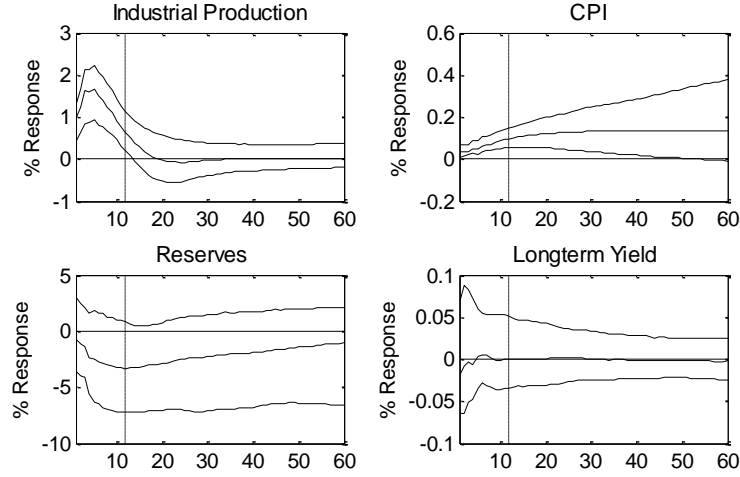 Industrial Production
% Response
3
2
1
0
-1
10 20 30 40 50 60
CPI
% Response
0.6
0.4
0.2
0
-0.2
10 20 30 40 50 60
Reserves
% Response
5
0
-5
-10
10 20 30 40 50 60
Longterm Yield
% Response
0.1
0.05
0
-0.05
-0.1
10 20 30 40 50 60